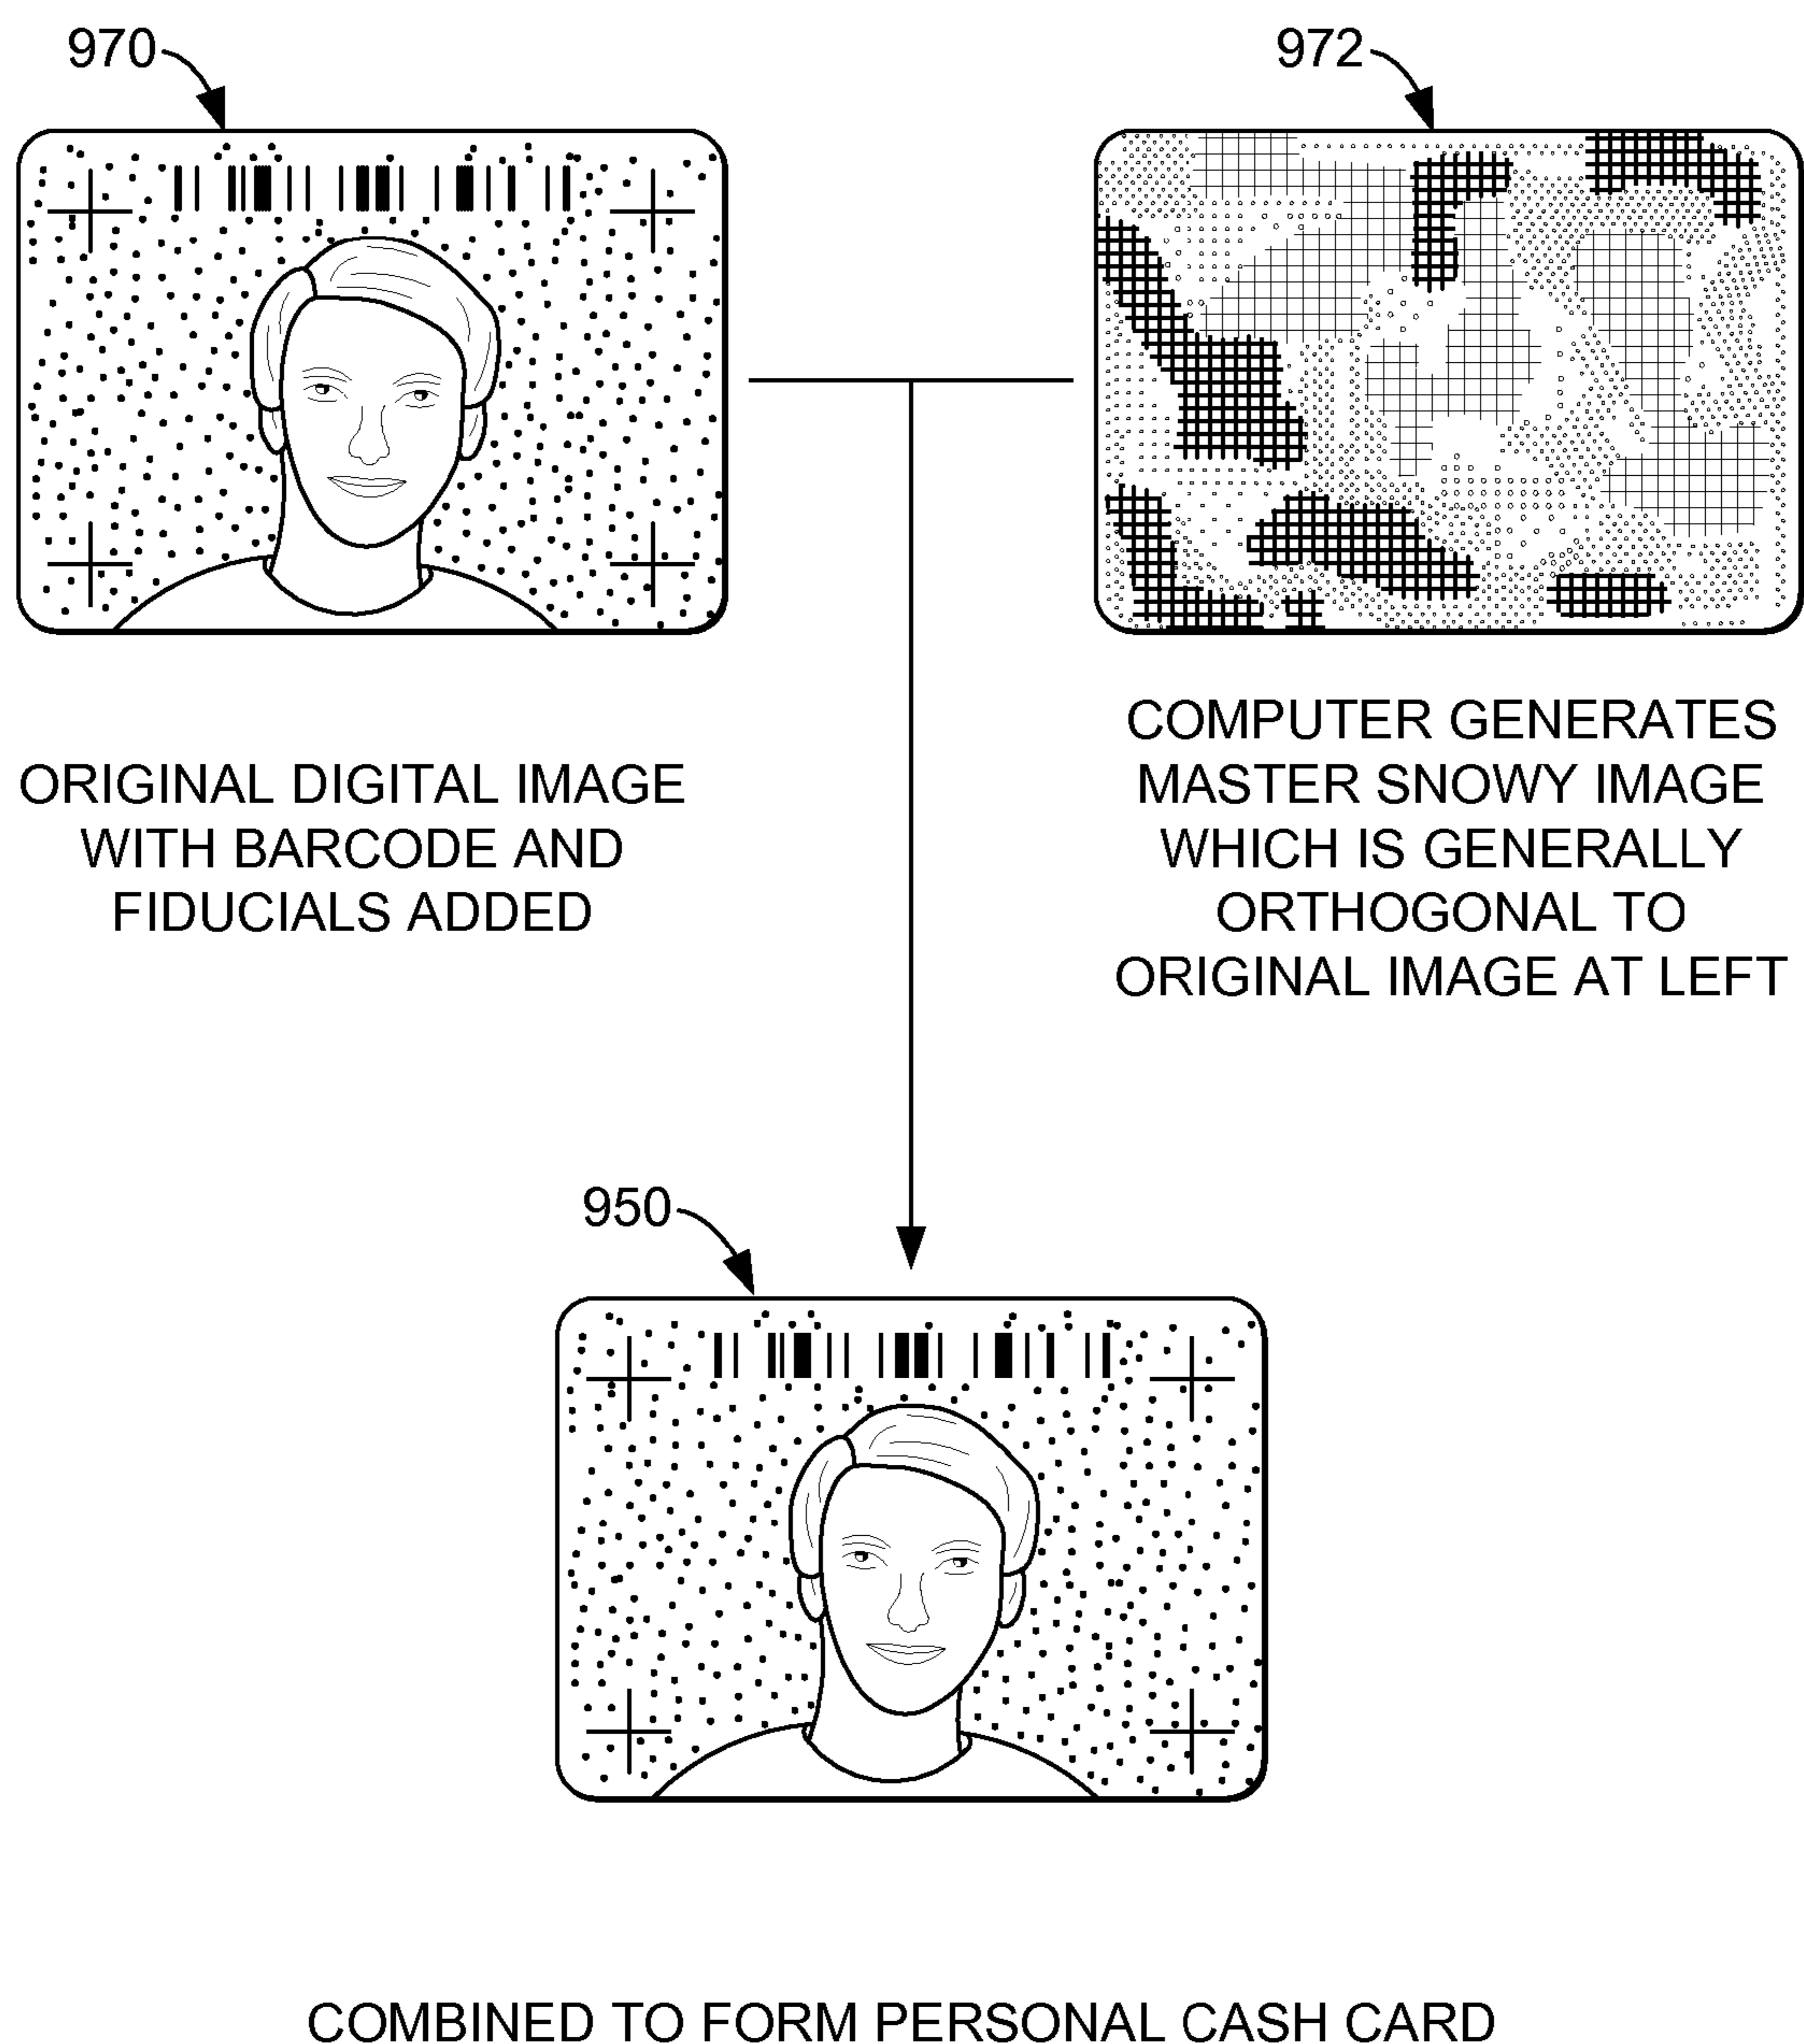 970
972
ORIGINAL DIGITAL IMAGE
WITH BARCODE AND
FIDUCIALS ADDED
COMPUTER GENERATES
MASTER SNOWY IMAGE
WHICH IS GENERALLY
ORTHOGONAL TO
ORIGINAL IMAGE AT LEFT
950
COMBINED TO FORM PERSONAL CASH CARD